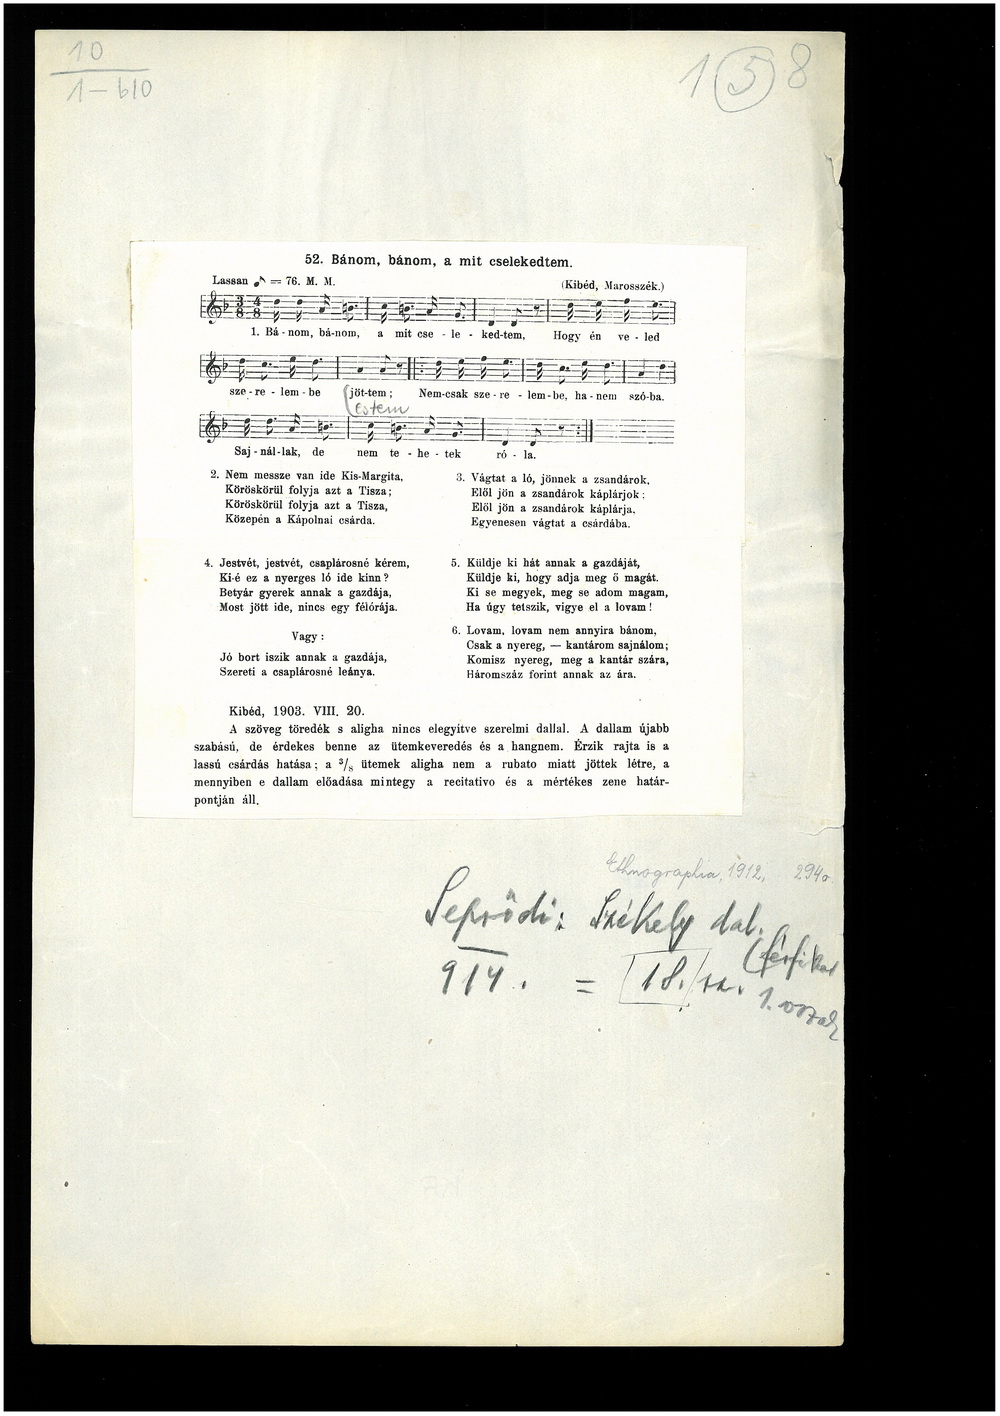 10
1-610
1 5 8
52. Bánom, bánom, a mit cselekedtem.
Lassan ♪ = 76. M. M.
(Kibéd, Marosszék.)
3 4
8 8
1. Bá - nom, bá-nom, a mit cse - le - ked-tem, Hogy én ve - led
sze - re - lem - be jöt-tem; Nem-csak sze - re - lem-be, ha-nem szó-ba.
estem
Saj - nál-lak, de nem te - he - tek ró - la.
2. Nem messze van ide Kis-Margita,
Köröskörül folyja azt a Tisza;
Köröskörül folyja azt a Tisza,
Közepén a Kápolnai csárda.
3. Vágtat a ló, jönnek a zsandárok,
Elől jön a zsandárok káplárjok;
Elől jön a zsandárok káplárja.
Egyenesen vágtat a csárdába.
4. Jestvét, jestvét, csaplárosné kérem,
Ki-é ez a nyerges ló ide kinn?
Betyár gyerek annak a gazdája,
Most jött ide, nincs egy félórája.
Vagy:
Jó bort iszik annak a gazdája,
Szereti a csaplárosné leánya.
5. Küldje ki hát annak a gazdáját,
Küldje ki, hogy adja meg ő magát.
Ki se megyek, meg se adom magam,
Ha úgy tetszik, vigye el a lovam!
6. Lovam, lovam nem annyira bánom,
Csak a nyereg, — kantárom sajnálom;
Komisz nyereg, meg a kantár szára,
Háromszáz forint annak az ára.
Kibéd, 1903. VIII. 20.
A szöveg töredék s aligha nincs elegyítve szerelmi dallal. A dallam újabb
szabású, de érdekes benne az ütemkeveredés és a hangnem. Érzik rajta is a
lassú csárdás hatása; a 3/8 ütemek aligha nem a rubato miatt jöttek létre, a
mennyiben e dallam előadása mintegy a recitativo és a mértékes zene határ-
pontján áll.
Ethnographia, 1912, 294o.
Seprődi: Székely dal.
914. = 18. sz.
(férfikar
1.